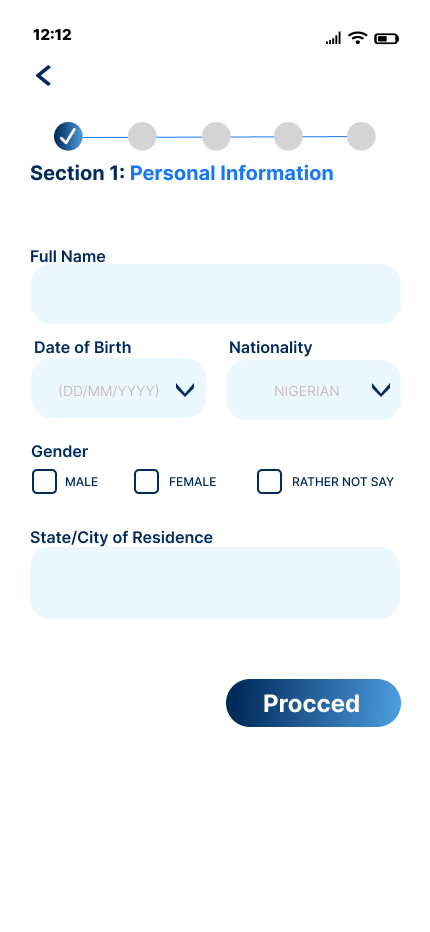 12:12
Section 1: Personal Information
Full Name
Date of Birth Nationality
(DD/MM/YYYY) NIGERIAN
Gender
MALE FEMALE RATHER NOT SAY
State/City of Residence
Procced